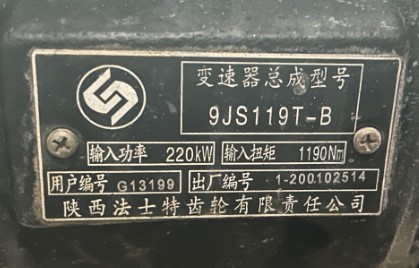 变速器总成型号
9JS119T-B
输入功率 220kW 输入扭矩 1190Nm
用户编号 G13199 出厂编号 1-200102514
陕西法士特齿轮有限责任公司